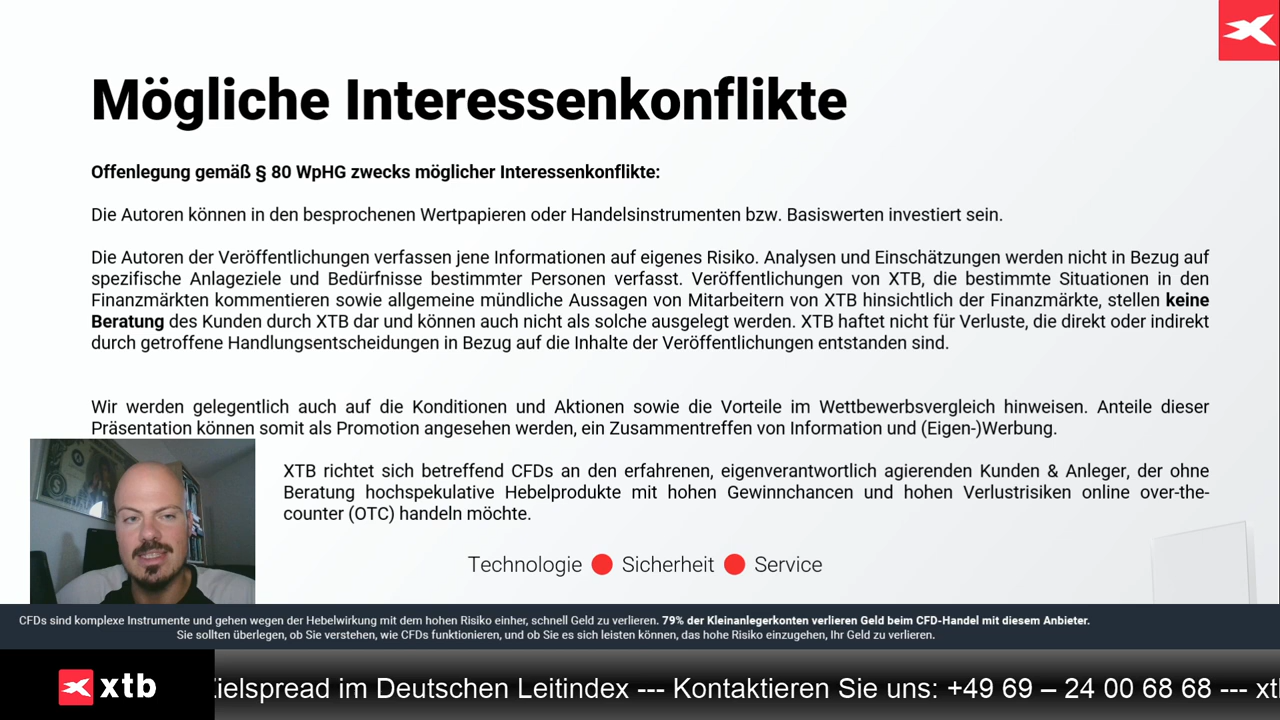 Mögliche Interessenkonflikte
Offenlegung gemäß § 80 WpHG zwecks möglicher Interessenkonflikte:
Die Autoren können in den besprochenen Wertpapieren oder Handelsinstrumenten bzw. Basiswerten investiert sein.
Die Autoren der Veröffentlichungen verfassen jene Informationen auf eigenes Risiko. Analysen und Einschätzungen werden nicht in Bezug auf
spezifische Anlageziele und Bedürfnisse bestimmter Personen verfasst. Veröffentlichungen von XTB, die bestimmte Situationen in den
Finanzmärkten kommentieren sowie allgemeine mündliche Aussagen von Mitarbeitern von XTB hinsichtlich der Finanzmärkte, stellen keine
Beratung des Kunden durch XTB dar und können auch nicht als solche ausgelegt werden. XTB haftet nicht für Verluste, die direkt oder indirekt
durch getroffene Handlungsentscheidungen in Bezug auf die Inhalte der Veröffentlichungen entstanden sind.
Wir werden gelegentlich auch auf die Konditionen und Aktionen sowie die Vorteile im Wettbewerbsvergleich hinweisen. Anteile dieser
Präsentation können somit als Promotion angesehen werden, ein Zusammentreffen von Information und (Eigen-)Werbung.
XTB richtet sich betreffend CFDs an den erfahrenen, eigenverantwortlich agierenden Kunden & Anleger, der ohne
Beratung hochspekulative Hebelprodukte mit hohen Gewinnchancen und hohen Verlustrisiken online over-the-
counter (OTC) handeln möchte.
Technologie Sicherheit Service
CFDs sind komplexe Instrumente und gehen wegen der Hebelwirkung mit dem hohen Risiko einher, schnell Geld zu verlieren. 79% der Kleinanlegerkonten verlieren Geld beim CFD-Handel mit diesem Anbieter.
Sie sollten überlegen, ob Sie verstehen, wie CFDs funktionieren, und ob Sie es sich leisten können, das hohe Risiko einzugehen, Ihr Geld zu verlieren.
xtb
Zielspread im Deutschen Leitindex --- Kontaktieren Sie uns: +49 69 – 24 00 68 68 --- xtb